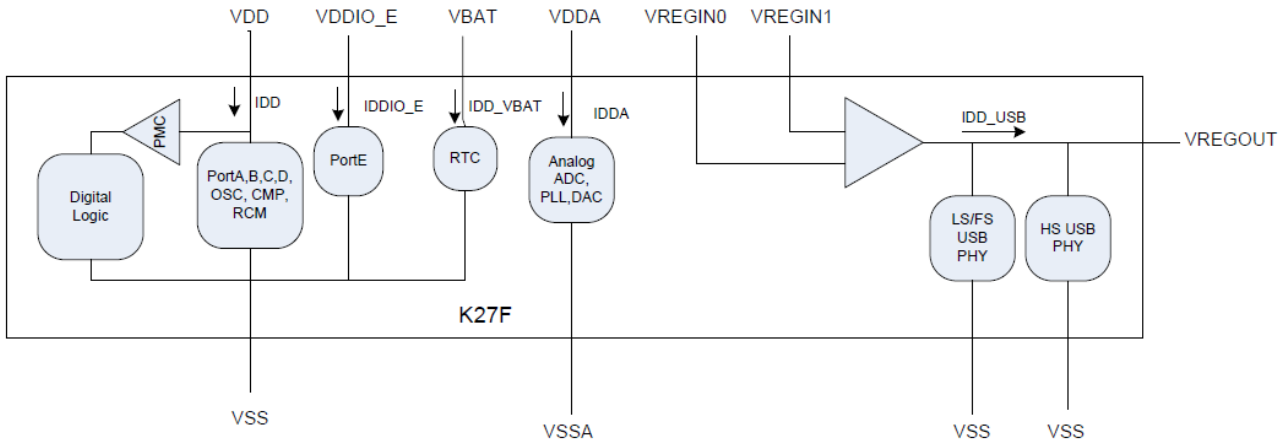 VDD
VDDIO_E
VBAT
VDDA
VREGIN0
VREGIN1
IDD
IDDIO_E
IDD_VBAT
IDDA
IDD_USB
PMC
VREGOUT
Digital
Logic
PortA,B,C,D,
OSC, CMP,
RCM
PortE
RTC
Analog
ADC,
PLL,DAC
LS/FS
USB
PHY
HS USB
PHY
K27F
VSS
VSSA
VSS
VSS